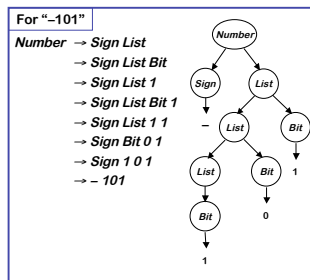 For "–101"
Number → Sign List
→ Sign List Bit
→ Sign List 1
→ Sign List Bit 1
→ Sign List 1 1
→ Sign Bit 0 1
→ Sign 1 0 1
→ – 101
Number
Sign List
– List Bit
List Bit 1
Bit 0
1